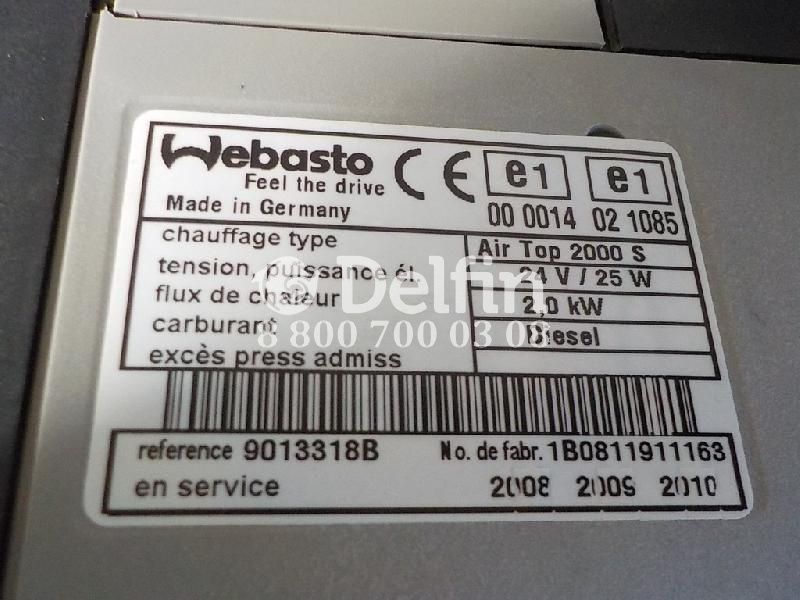 Webasto
Feel the drive
Made in Germany
CE e1 e1
00 0014 02 1085
chauffage type Air Top 2000 S
tension, puissance él. 24 V / 25 W
flux de chaleur 2,0 kW
carburant Diesel
excès press admiss
Delfin
8 800 700 03 03
reference 9013318B No. de fabr. 1B0811911163
en service 2008 2009 2010